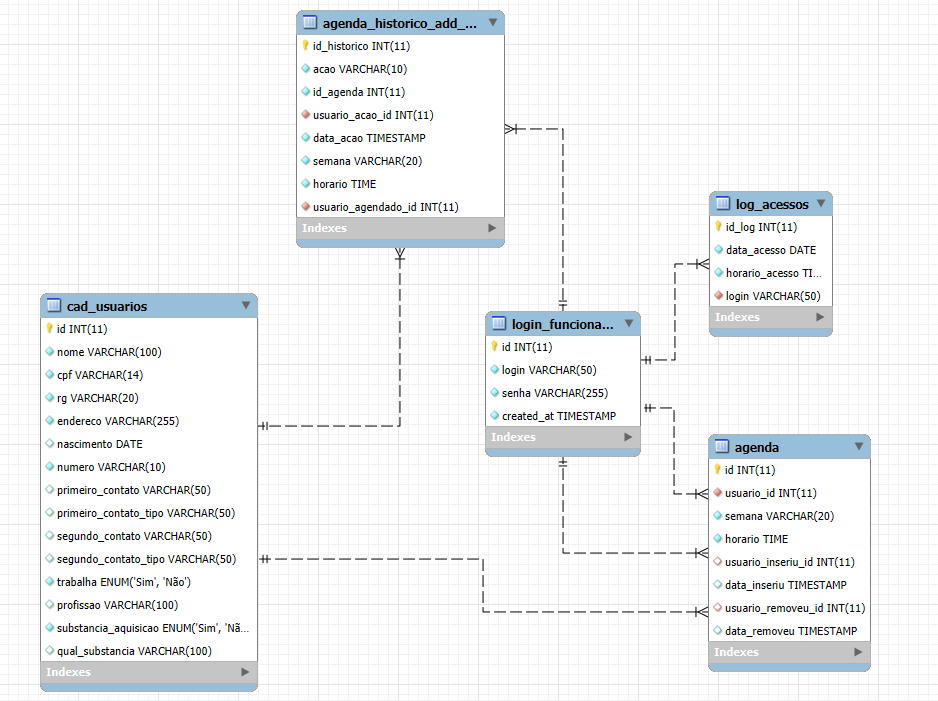 agenda_historico_add_...
id_historico INT(11)
acao VARCHAR(10)
id_agenda INT(11)
usuario_acao_id INT(11)
data_acao TIMESTAMP
semana VARCHAR(20)
horario TIME
usuario_agendado_id INT(11)
Indexes
log_acessos
id_log INT(11)
data_acesso DATE
horario_acesso TI...
login VARCHAR(50)
Indexes
cad_usuarios
id INT(11)
nome VARCHAR(100)
cpf VARCHAR(14)
rg VARCHAR(20)
endereco VARCHAR(255)
nascimento DATE
numero VARCHAR(10)
primeiro_contato VARCHAR(50)
primeiro_contato_tipo VARCHAR(50)
segundo_contato VARCHAR(50)
segundo_contato_tipo VARCHAR(50)
trabalha ENUM('Sim', 'Não')
profissao VARCHAR(100)
substancia_aquisicao ENUM('Sim', 'Nã...
qual_substancia VARCHAR(100)
Indexes
login_funciona...
id INT(11)
login VARCHAR(50)
senha VARCHAR(255)
created_at TIMESTAMP
Indexes
agenda
id INT(11)
usuario_id INT(11)
semana VARCHAR(20)
horario TIME
usuario_inseriu_id INT(11)
data_inseriu TIMESTAMP
usuario_removeu_id INT(11)
data_removeu TIMESTAMP
Indexes